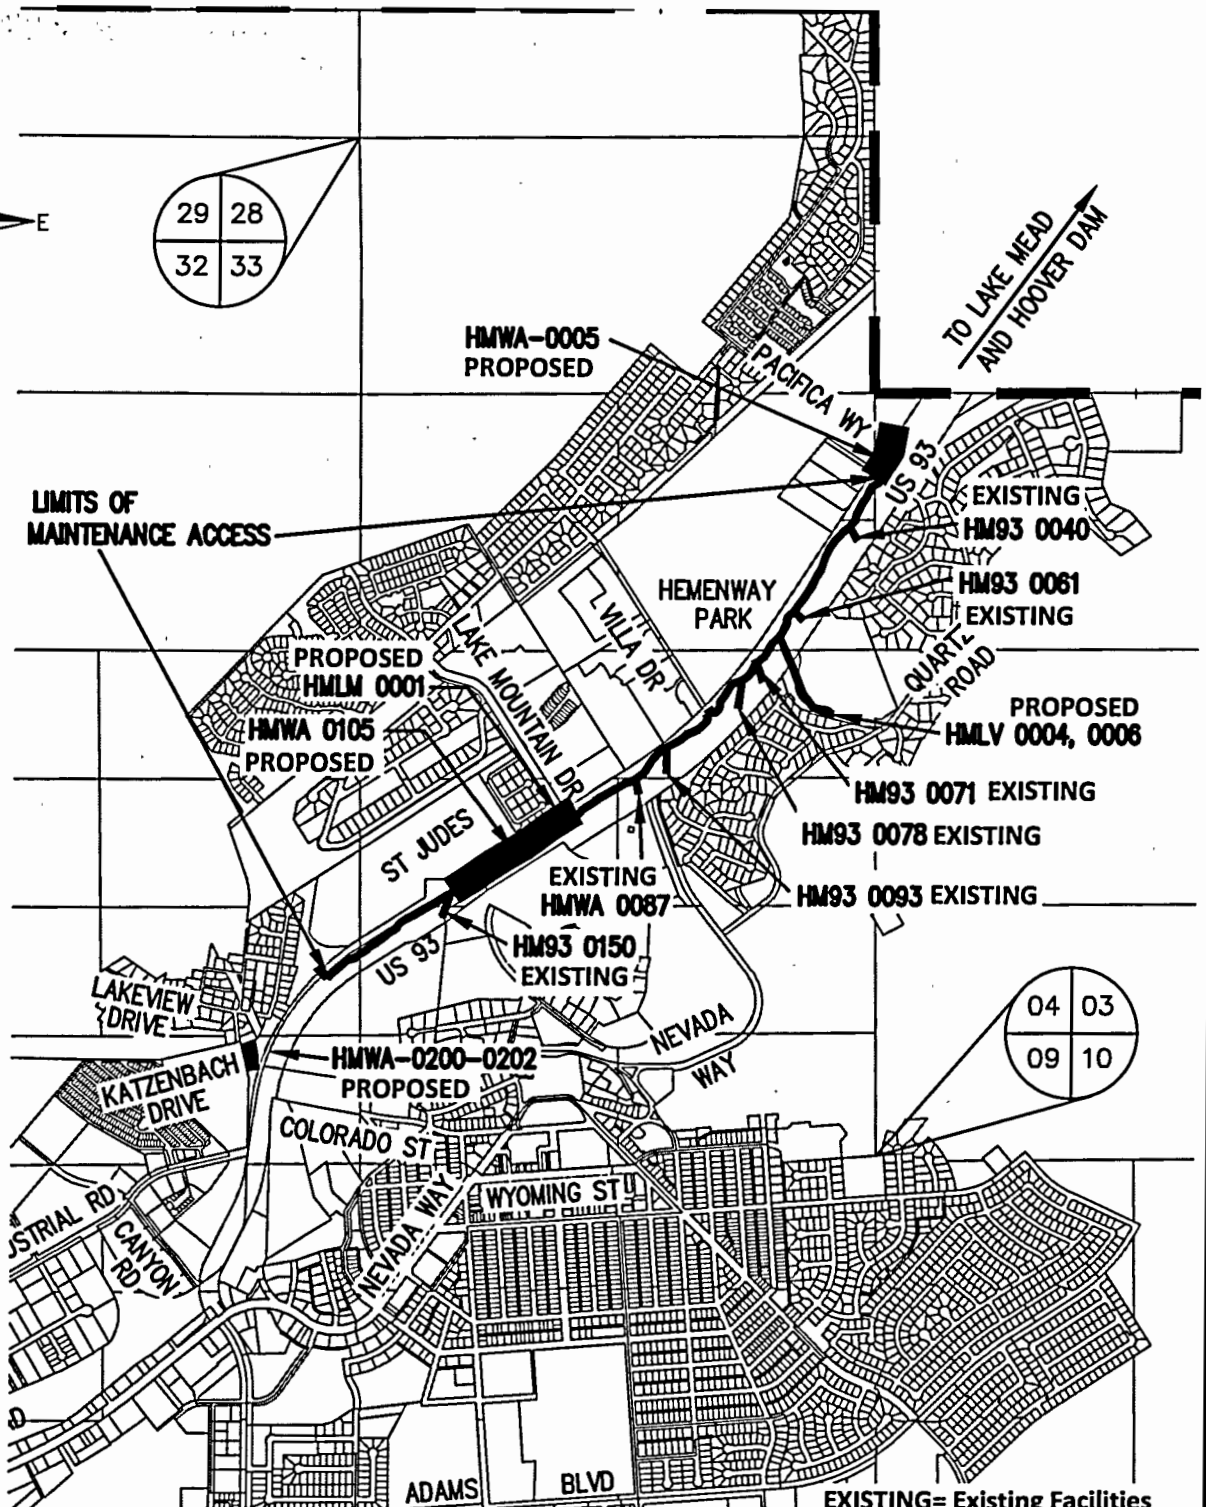 E
29 28
32 33
TO LAKE MEAD
AND HOOVER DAM
HMWA-0005
PROPOSED
PACIFICA WY
US 93
LIMITS OF
MAINTENANCE ACCESS
EXISTING
HM93 0040
HM93 0061
EXISTING
HEMENWAY
PARK
VILLA DR
LAKE MOUNTAIN DR
QUARTZ
ROAD
PROPOSED
HMLM 0001
HMWA 0105
PROPOSED
PROPOSED
HMLV 0004, 0006
HM93 0071 EXISTING
HM93 0078 EXISTING
ST JUDES
EXISTING
HMWA 0087
HM93 0093 EXISTING
HM93 0150
EXISTING
US 93
LAKEVIEW
DRIVE
NEVADA
WAY
04 03
09 10
HMWA-0200-0202
PROPOSED
KATZENBACH
DRIVE
COLORADO ST
NEVADA WAY
WYOMING ST
USTRIAL RD
CANYON
RD
D
ADAMS BLVD
EXISTING= Existing Facilities